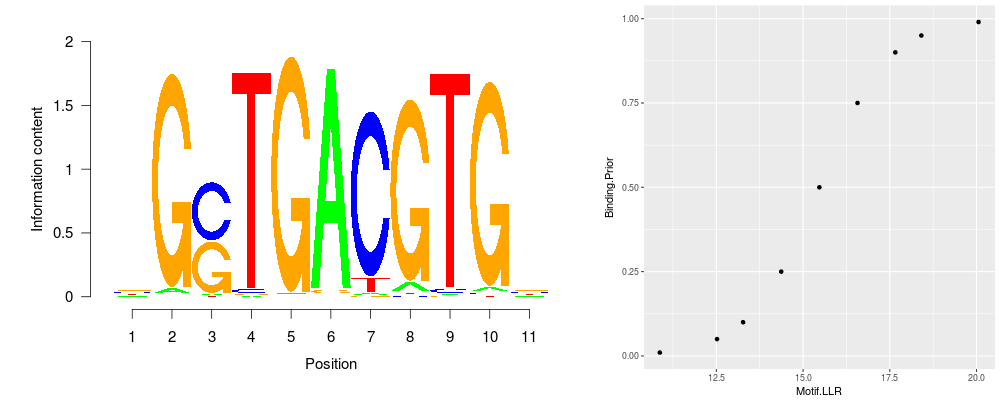 2
1.5
1
0.5
0
Information content
G C G T G A C T G T G
1 2 3 4 5 6 7 8 9 10 11
Position
1.00
0.75
0.50
0.25
0.00
Binding.Prior
12.5 15.0 17.5 20.0
Motif.LLR